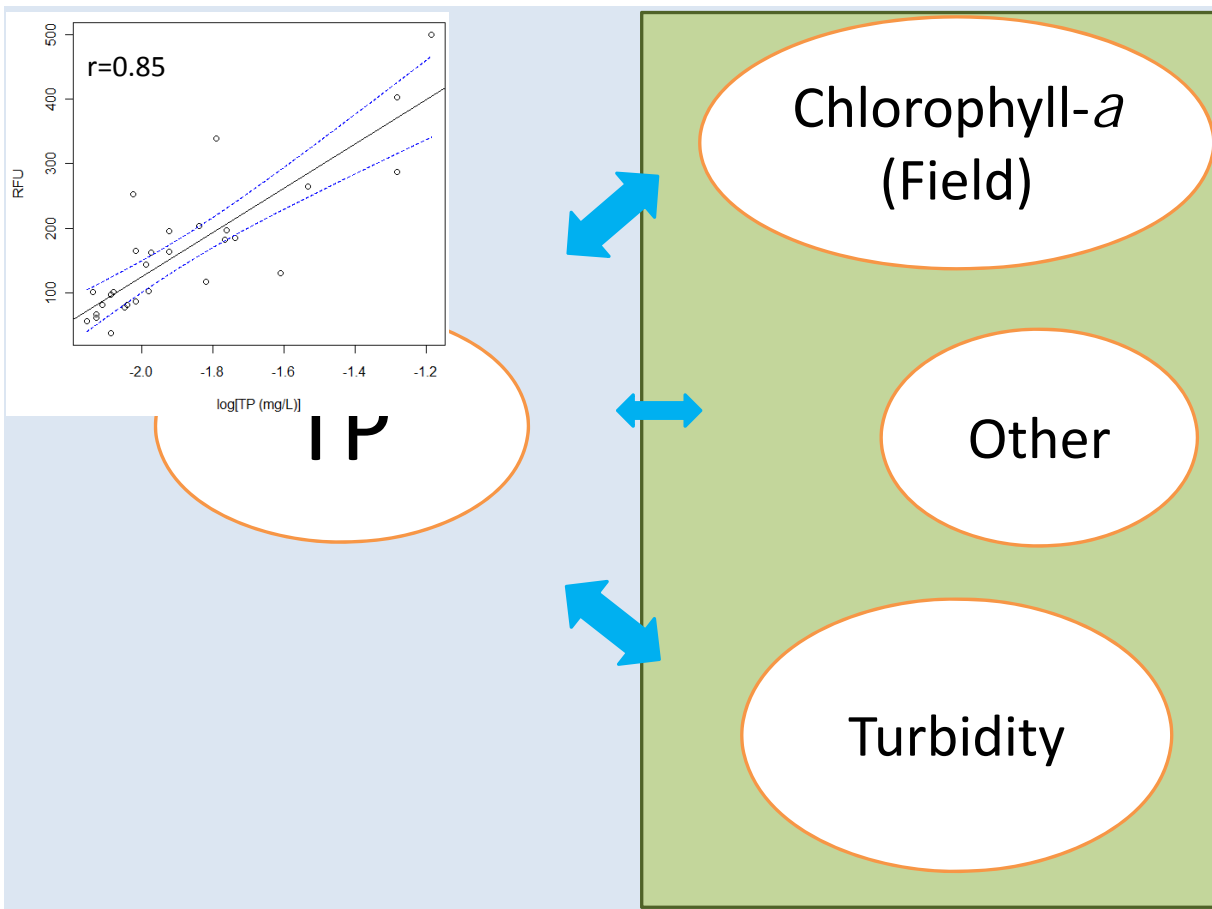 r=0.85
500
400
300
200
100
RFU
-2.0 -1.8 -1.6 -1.4 -1.2
log[TP (mg/L)]
TP
Chlorophyll-a
(Field)
Other
Turbidity